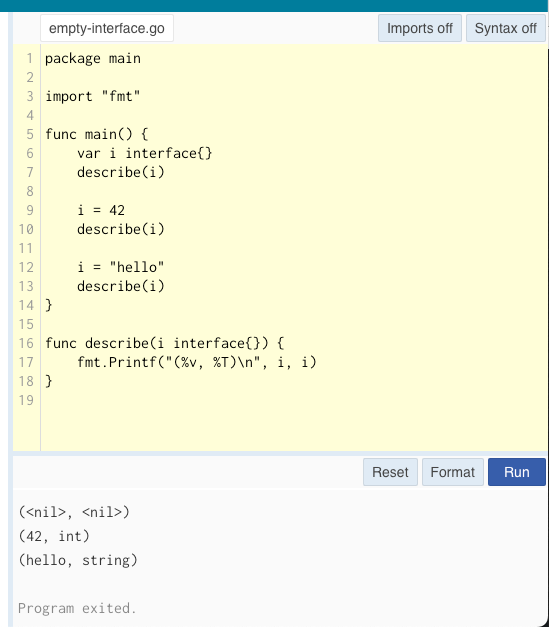 empty-interface.go Imports off Syntax off
1 package main
2
3 import "fmt"
4
5 func main() {
6     var i interface{}
7     describe(i)
8
9     i = 42
10     describe(i)
11
12     i = "hello"
13     describe(i)
14 }
15
16 func describe(i interface{}) {
17     fmt.Printf("(%v, %T)\n", i, i)
18 }
19
Reset Format Run
(<nil>, <nil>)
(42, int)
(hello, string)
Program exited.